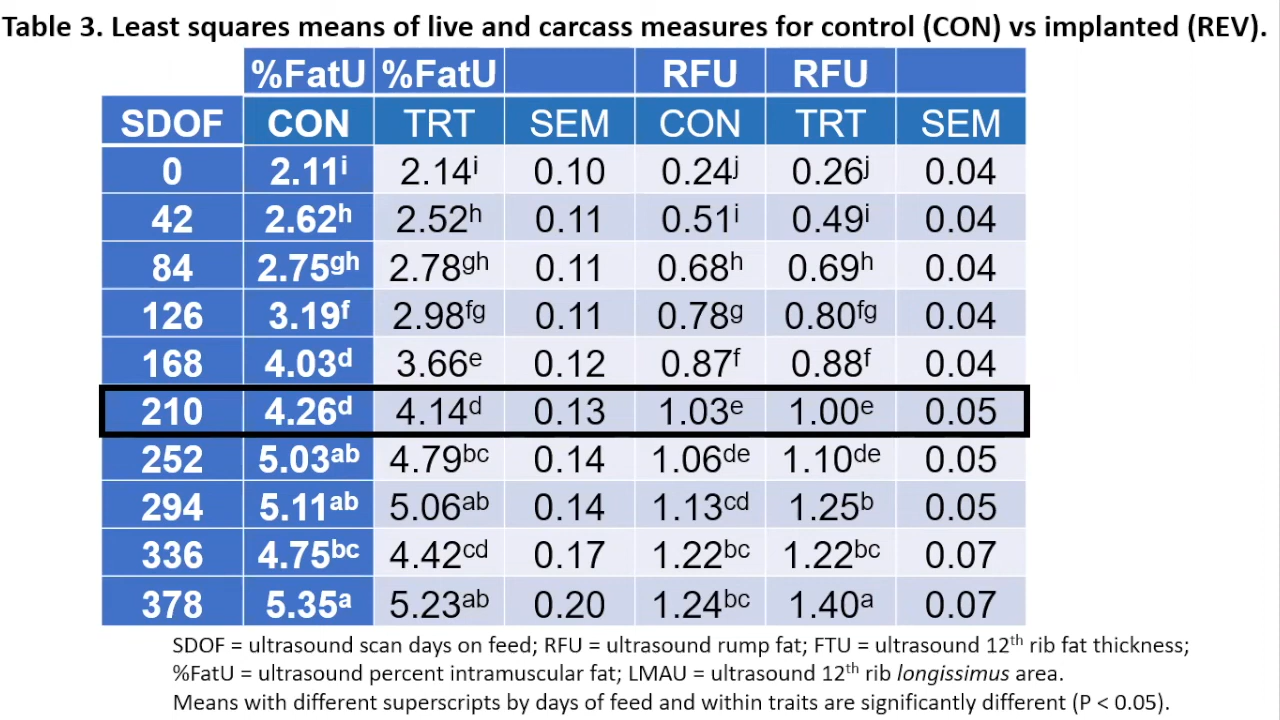 Table 3. Least squares means of live and carcass measures for control (CON) vs implanted (REV).
%FatU %FatU RFU RFU
SDOF CON TRT SEM CON TRT SEM
0 2.11i 2.14i 0.10 0.24j 0.26j 0.04
42 2.62h 2.52h 0.11 0.51i 0.49i 0.04
84 2.75gh 2.78gh 0.11 0.68h 0.69h 0.04
126 3.19f 2.98fg 0.11 0.78g 0.80fg 0.04
168 4.03d 3.66e 0.12 0.87f 0.88f 0.04
210 4.26d 4.14d 0.13 1.03e 1.00e 0.05
252 5.03ab 4.79bc 0.14 1.06de 1.10de 0.05
294 5.11ab 5.06ab 0.14 1.13cd 1.25b 0.05
336 4.75bc 4.42cd 0.17 1.22bc 1.22bc 0.07
378 5.35a 5.23ab 0.20 1.24bc 1.40a 0.07
SDOF = ultrasound scan days on feed; RFU = ultrasound rump fat; FTU = ultrasound 12th rib fat thickness;
%FatU = ultrasound percent intramuscular fat; LMAU = ultrasound 12th rib longissimus area.
Means with different superscripts by days of feed and within traits are significantly different (P < 0.05).